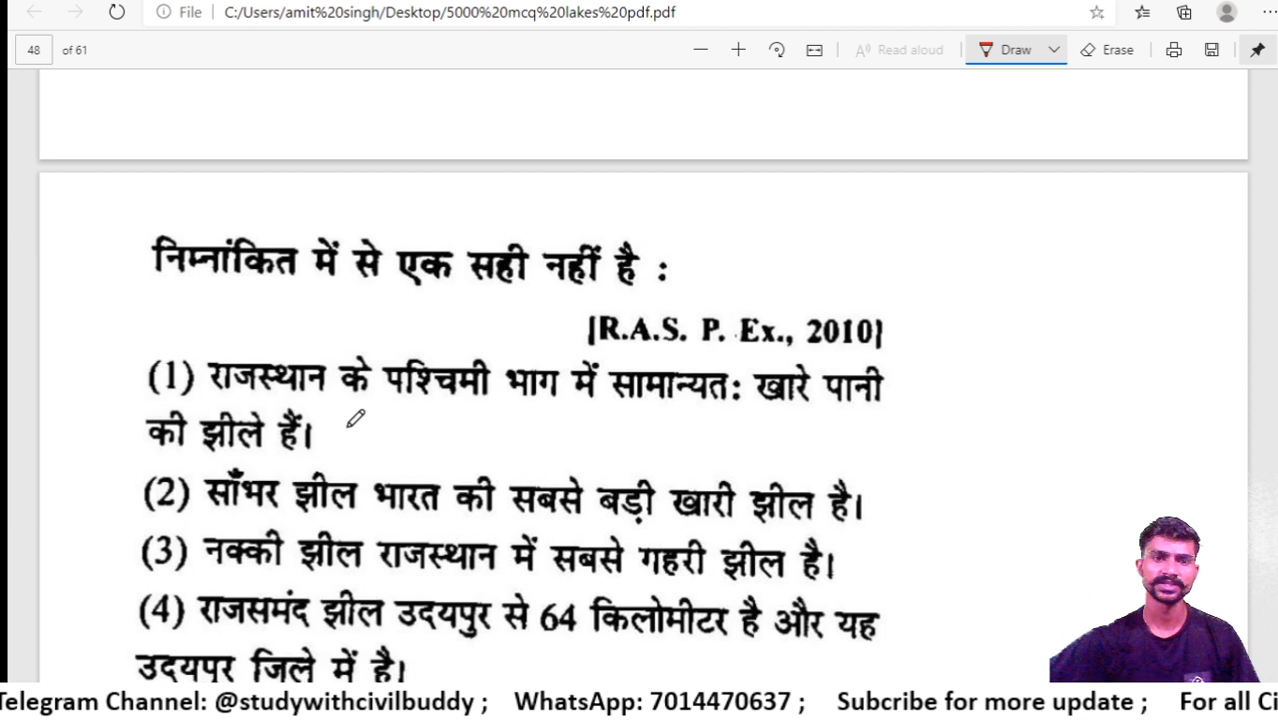 File C:/Users/amit%20singh/Desktop/5000%20mcq%20lakes%20pdf.pdf
48 of 61 Read aloud Draw Erase
निम्नांकित में से एक सही नहीं है :
[R.A.S. P. Ex., 2010]
(1) राजस्थान के पश्चिमी भाग में सामान्यत: खारे पानी
की झीले हैं।
(2) साँभर झील भारत की सबसे बड़ी खारी झील है।
(3) नक्की झील राजस्थान में सबसे गहरी झील है।
(4) राजसमंद झील उदयपुर से 64 किलोमीटर है और यह
उदयपुर जिले में है।
Telegram Channel: @studywithcivilbuddy ; WhatsApp: 7014470637 ; Subcribe for more update ; For all Ci